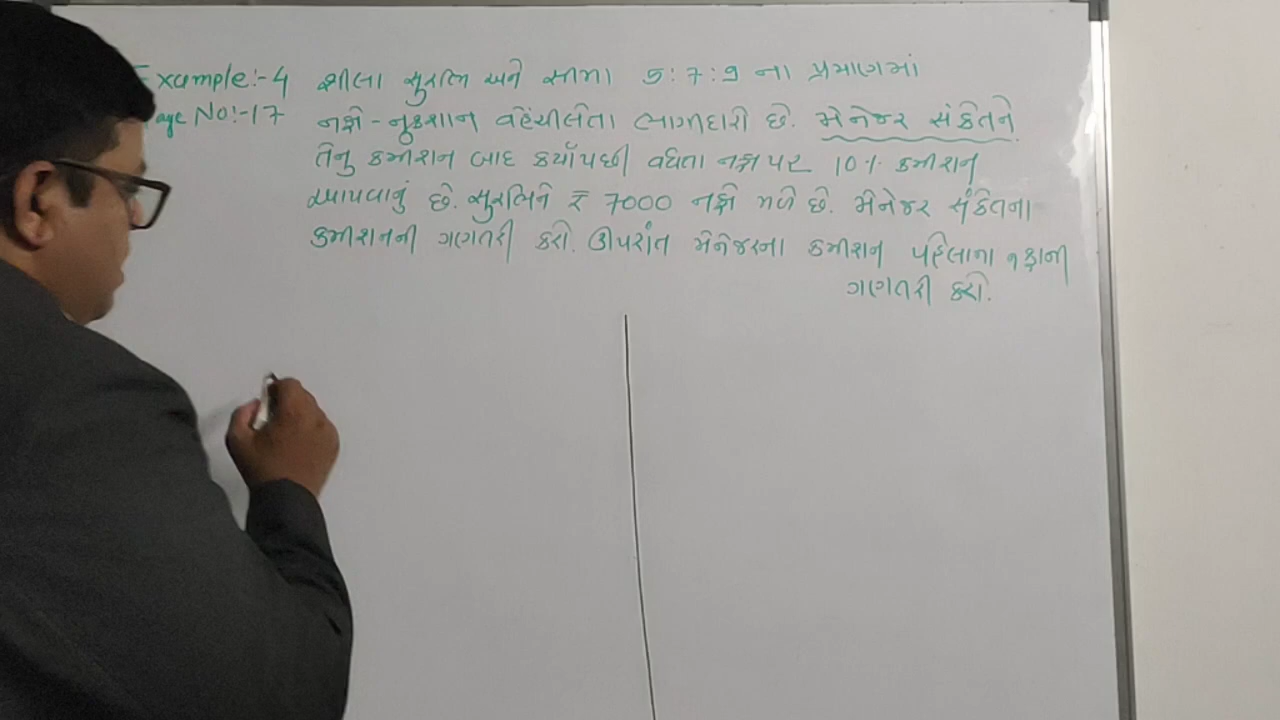 Example:-4 શીલા સુરભિ અને સીમા 5:7:9 ના પ્રમાણમાં
Page No:-17 નફો-નુકશાન વહેંચીલેતા ભાગીદારો છે. મેનેજર સંકેતને
તેનુ કમીશન બાદ કર્યાપછી વધતા નફાપર 10% કમીશન
આપવાનું છે. સુરભિને ₹ 7000 નફો મળે છે. મેનેજર સંકેતના
કમીશનની ગણતરી કરો. ઉપરાંત મેનેજરના કમીશન પહેલાના નફાની
ગણતરી કરો.